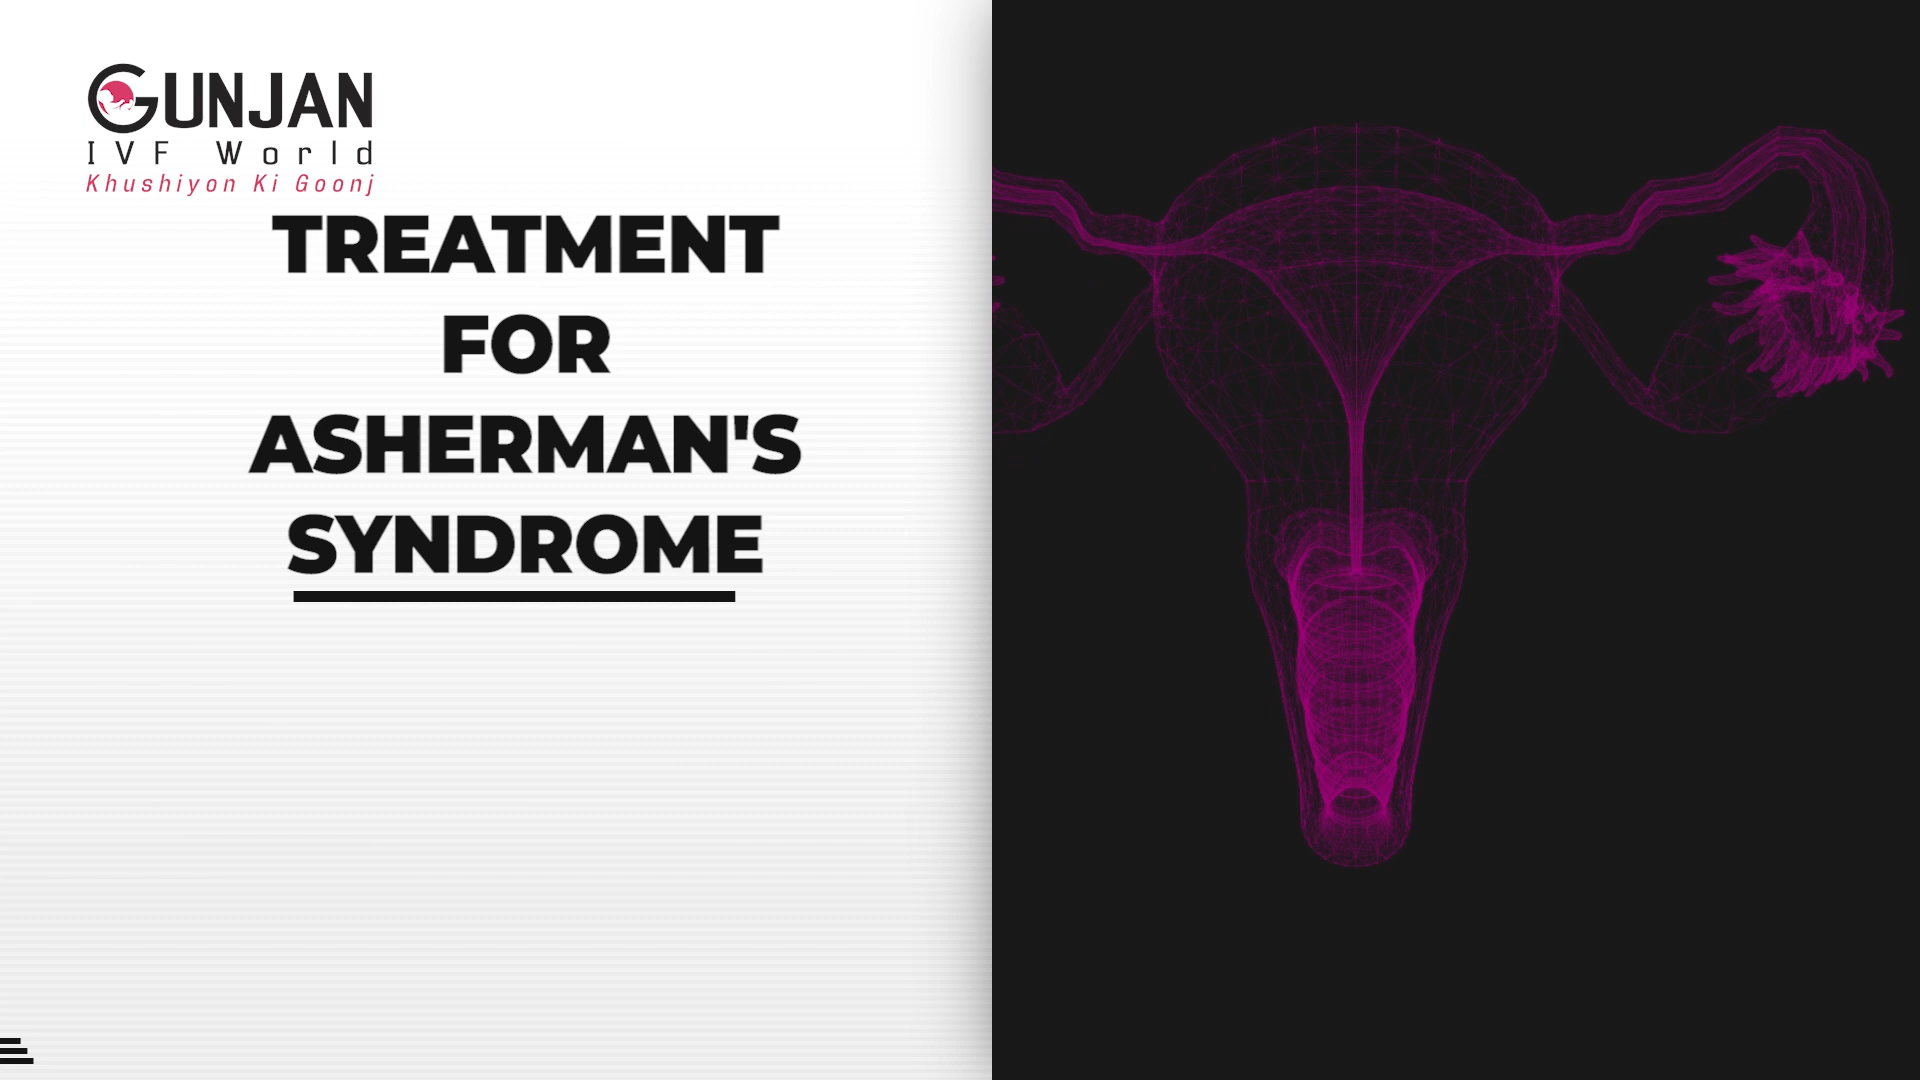 GUNJAN
IVF World
Khushiyon Ki Goonj
TREATMENT
FOR
ASHERMAN'S
SYNDROME